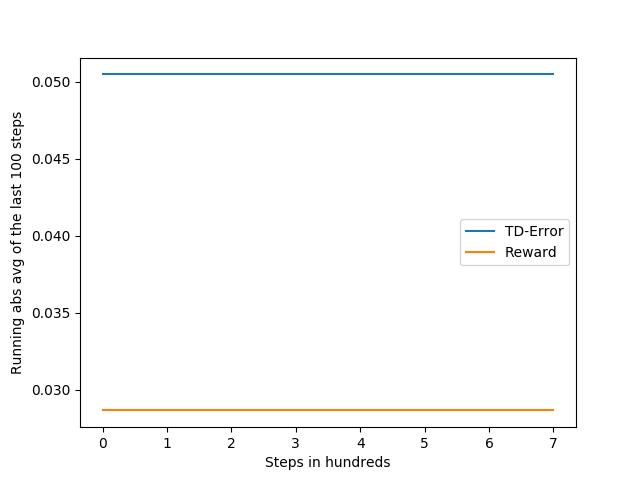 0.050
0.045
0.040
0.035
0.030
Running abs avg of the last 100 steps
TD-Error
Reward
0 1 2 3 4 5 6 7
Steps in hundreds